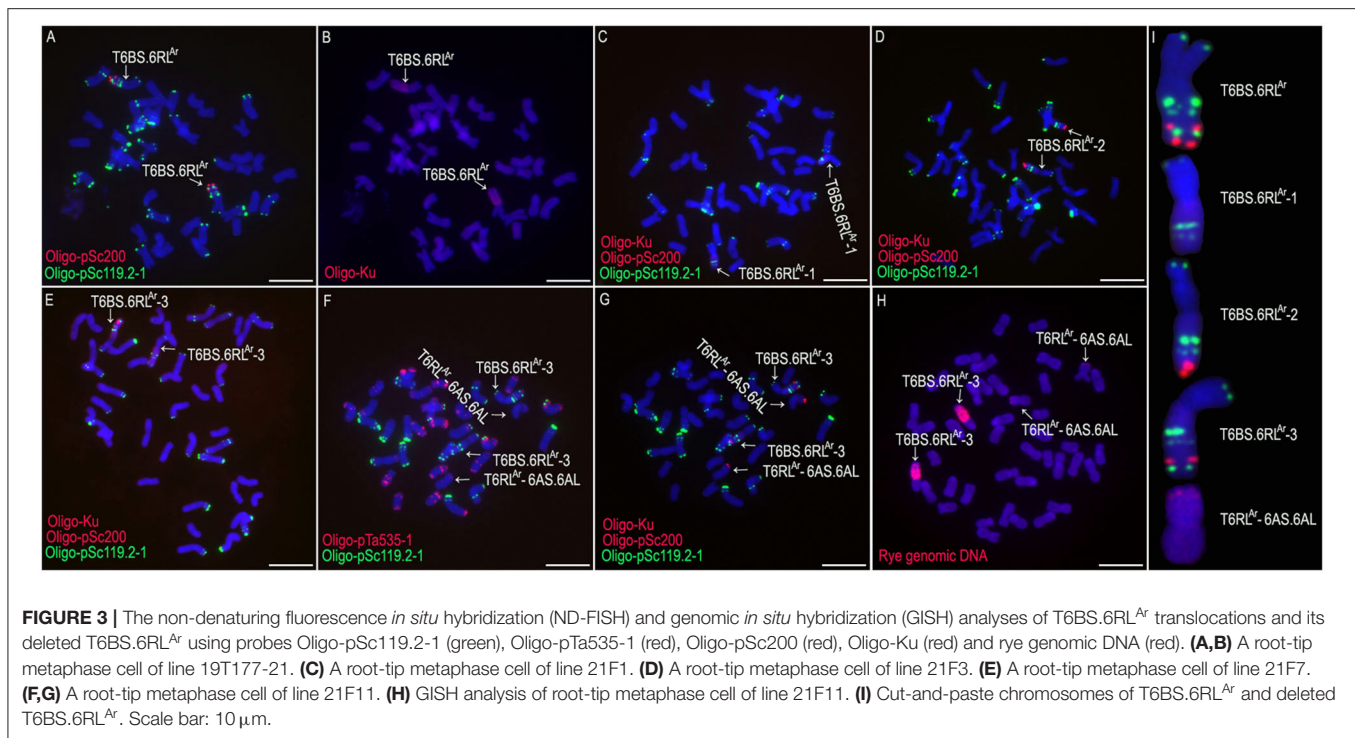 A
T6BS.6RL^Ar
T6BS.6RL^Ar
Oligo-pSc200
Oligo-pSc119.2-1
B
T6BS.6RL^Ar
T6BS.6RL^Ar
Oligo-Ku
C
T6BS.6RL^Ar-1
T6BS.6RL^Ar-1
Oligo-Ku
Oligo-pSc200
Oligo-pSc119.2-1
D
T6BS.6RL^Ar-2
Oligo-Ku
Oligo-pSc200
Oligo-pSc119.2-1
E
T6BS.6RL^Ar-3
T6BS.6RL^Ar-3
Oligo-Ku
Oligo-pSc200
Oligo-pSc119.2-1
F
T6BS.6RL^Ar-3
T6RL^Ar-6AS.6AL
T6BS.6RL^Ar-3
T6RL^Ar-6AS.6AL
Oligo-pTa535-1
Oligo-pSc119.2-1
G
T6BS.6RL^Ar-3
T6RL^Ar-6AS.6AL
T6BS.6RL^Ar-3
T6RL^Ar-6AS.6AL
Oligo-Ku
Oligo-pSc200
Oligo-pSc119.2-1
H
T6RL^Ar-6AS.6AL
T6BS.6RL^Ar-3
T6RL^Ar-6AS.6AL
T6BS.6RL^Ar-3
Rye genomic DNA
I
T6BS.6RL^Ar
T6BS.6RL^Ar-1
T6BS.6RL^Ar-2
T6BS.6RL^Ar-3
T6RL^Ar-6AS.6AL
FIGURE 3 | The non-denaturing fluorescence in situ hybridization (ND-FISH) and genomic in situ hybridization (GISH) analyses of T6BS.6RL^Ar translocations and its
deleted T6BS.6RL^Ar using probes Oligo-pSc119.2-1 (green), Oligo-pTa535-1 (red), Oligo-pSc200 (red), Oligo-Ku (red) and rye genomic DNA (red). (A,B) A root-tip
metaphase cell of line 19T177-21. (C) A root-tip metaphase cell of line 21F1. (D) A root-tip metaphase cell of line 21F3. (E) A root-tip metaphase cell of line 21F7.
(F,G) A root-tip metaphase cell of line 21F11. (H) GISH analysis of root-tip metaphase cell of line 21F11. (I) Cut-and-paste chromosomes of T6BS.6RL^Ar and deleted
T6BS.6RL^Ar. Scale bar: 10 μm.